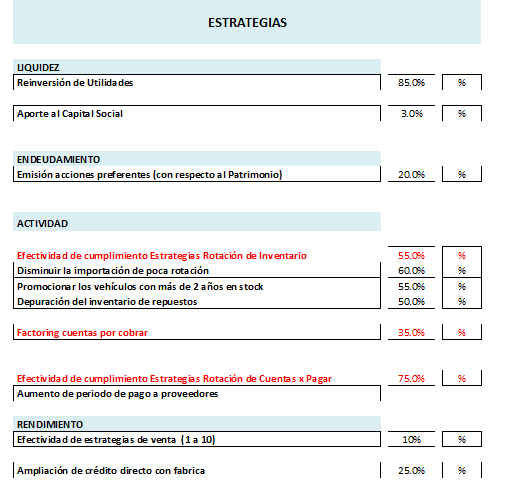 ESTRATEGIAS
LIQUIDEZ
Reinversión de Utilidades 85.0% %
Aporte al Capital Social 3.0% %
ENDEUDAMIENTO
Emisión acciones preferentes (con respecto al Patrimonio) 20.0% %
ACTIVIDAD
Efectividad de cumplimiento Estrategias Rotación de Inventario 55.0% %
Disminuir la importación de poca rotación 60.0% %
Promocionar los vehículos con más de 2 años en stock 55.0% %
Depuración del inventario de repuestos 50.0% %
Factoring cuentas por cobrar 35.0% %
Efectividad de cumplimiento Estrategias Rotación de Cuentas x Pagar 75.0% %
Aumento de periodo de pago a proveedores
RENDIMIENTO
Efectividad de estrategias de venta (1 a 10) 10% %
Ampliación de crédito directo con fabrica 25.0% %